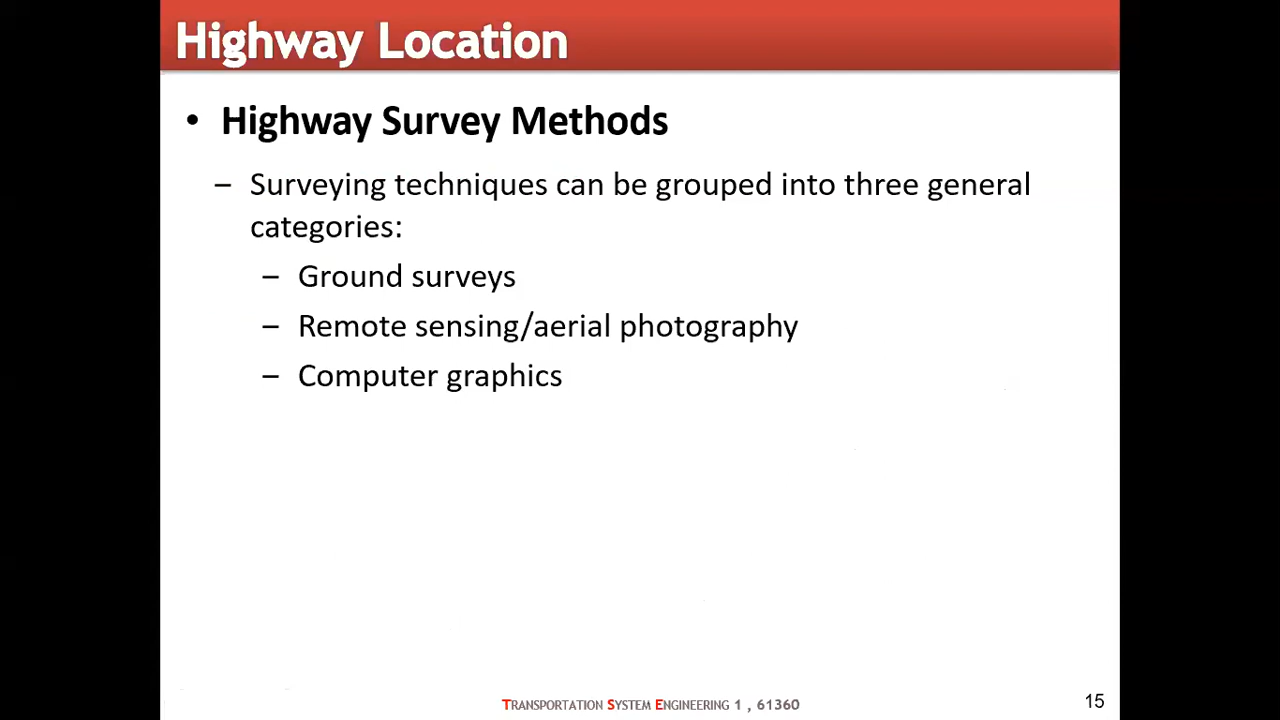 Highway Location
• Highway Survey Methods
– Surveying techniques can be grouped into three general
categories:
– Ground surveys
– Remote sensing/aerial photography
– Computer graphics
TRANSPORTATION SYSTEM ENGINEERING 1 , 61360
15